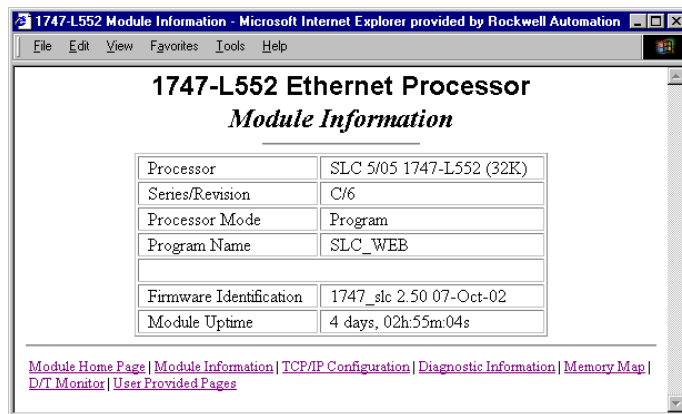 1747-L552 Module Information - Microsoft Internet Explorer provided by Rockwell Automation
File Edit View Favorites Tools Help
1747-L552 Ethernet Processor
Module Information
Processor SLC 5/05 1747-L552 (32K)
Series/Revision C/6
Processor Mode Program
Program Name SLC_WEB
Firmware Identification 1747_slc 2.50 07-Oct-02
Module Uptime 4 days, 02h:55m:04s
Module Home Page | Module Information | TCP/IP Configuration | Diagnostic Information | Memory Map |
D/T Monitor | User Provided Pages